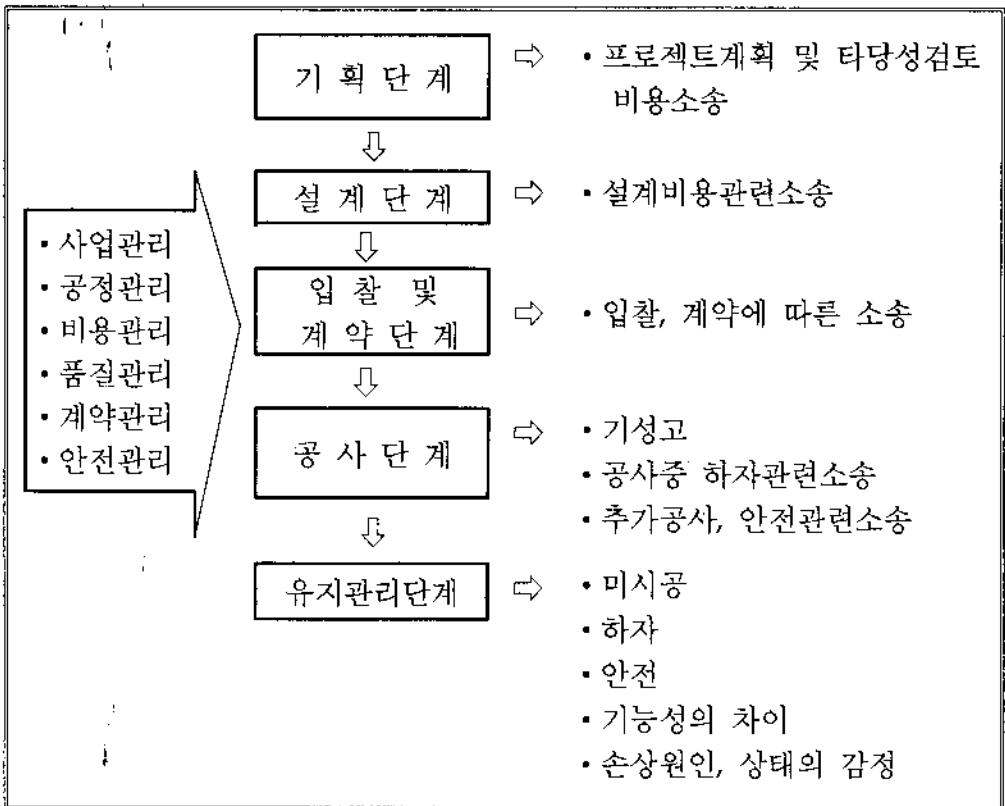 기 획 단 계
⇨ • 프로젝트계획 및 타당성검토
비용소송
설 계 단 계
⇨ • 설계비용관련소송
• 사업관리
• 공정관리
• 비용관리
• 품질관리
• 계약관리
• 안전관리
입 찰 및
계 약 단 계
⇨ • 입찰, 계약에 따른 소송
공 사 단 계
⇨ • 기성고
• 공사중 하자관련소송
• 추가공사, 안전관련소송
유지관리단계
⇨ • 미시공
• 하자
• 안전
• 기능성의 차이
• 손상원인, 상태의 감정